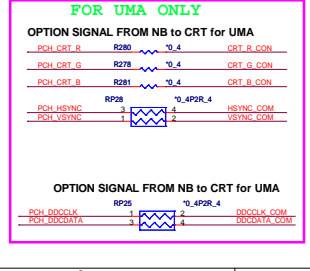 FOR UMA ONLY
OPTION SIGNAL FROM NB to CRT for UMA
PCH_CRT_R R280 *0_4 CRT_R_CON
PCH_CRT_G R278 *0_4 CRT_G_CON
PCH_CRT_B R281 *0_4 CRT_B_CON
RP28 *0_4P2R_4
PCH_HSYNC 3 4 HSYNC_COM
PCH_VSYNC 1 2 VSYNC_COM
OPTION SIGNAL FROM NB to CRT for UMA
RP25 *0_4P2R_4
PCH_DDCCLK 1 2 DDCCLK_COM
PCH_DDCDATA 3 4 DDCDATA_COM